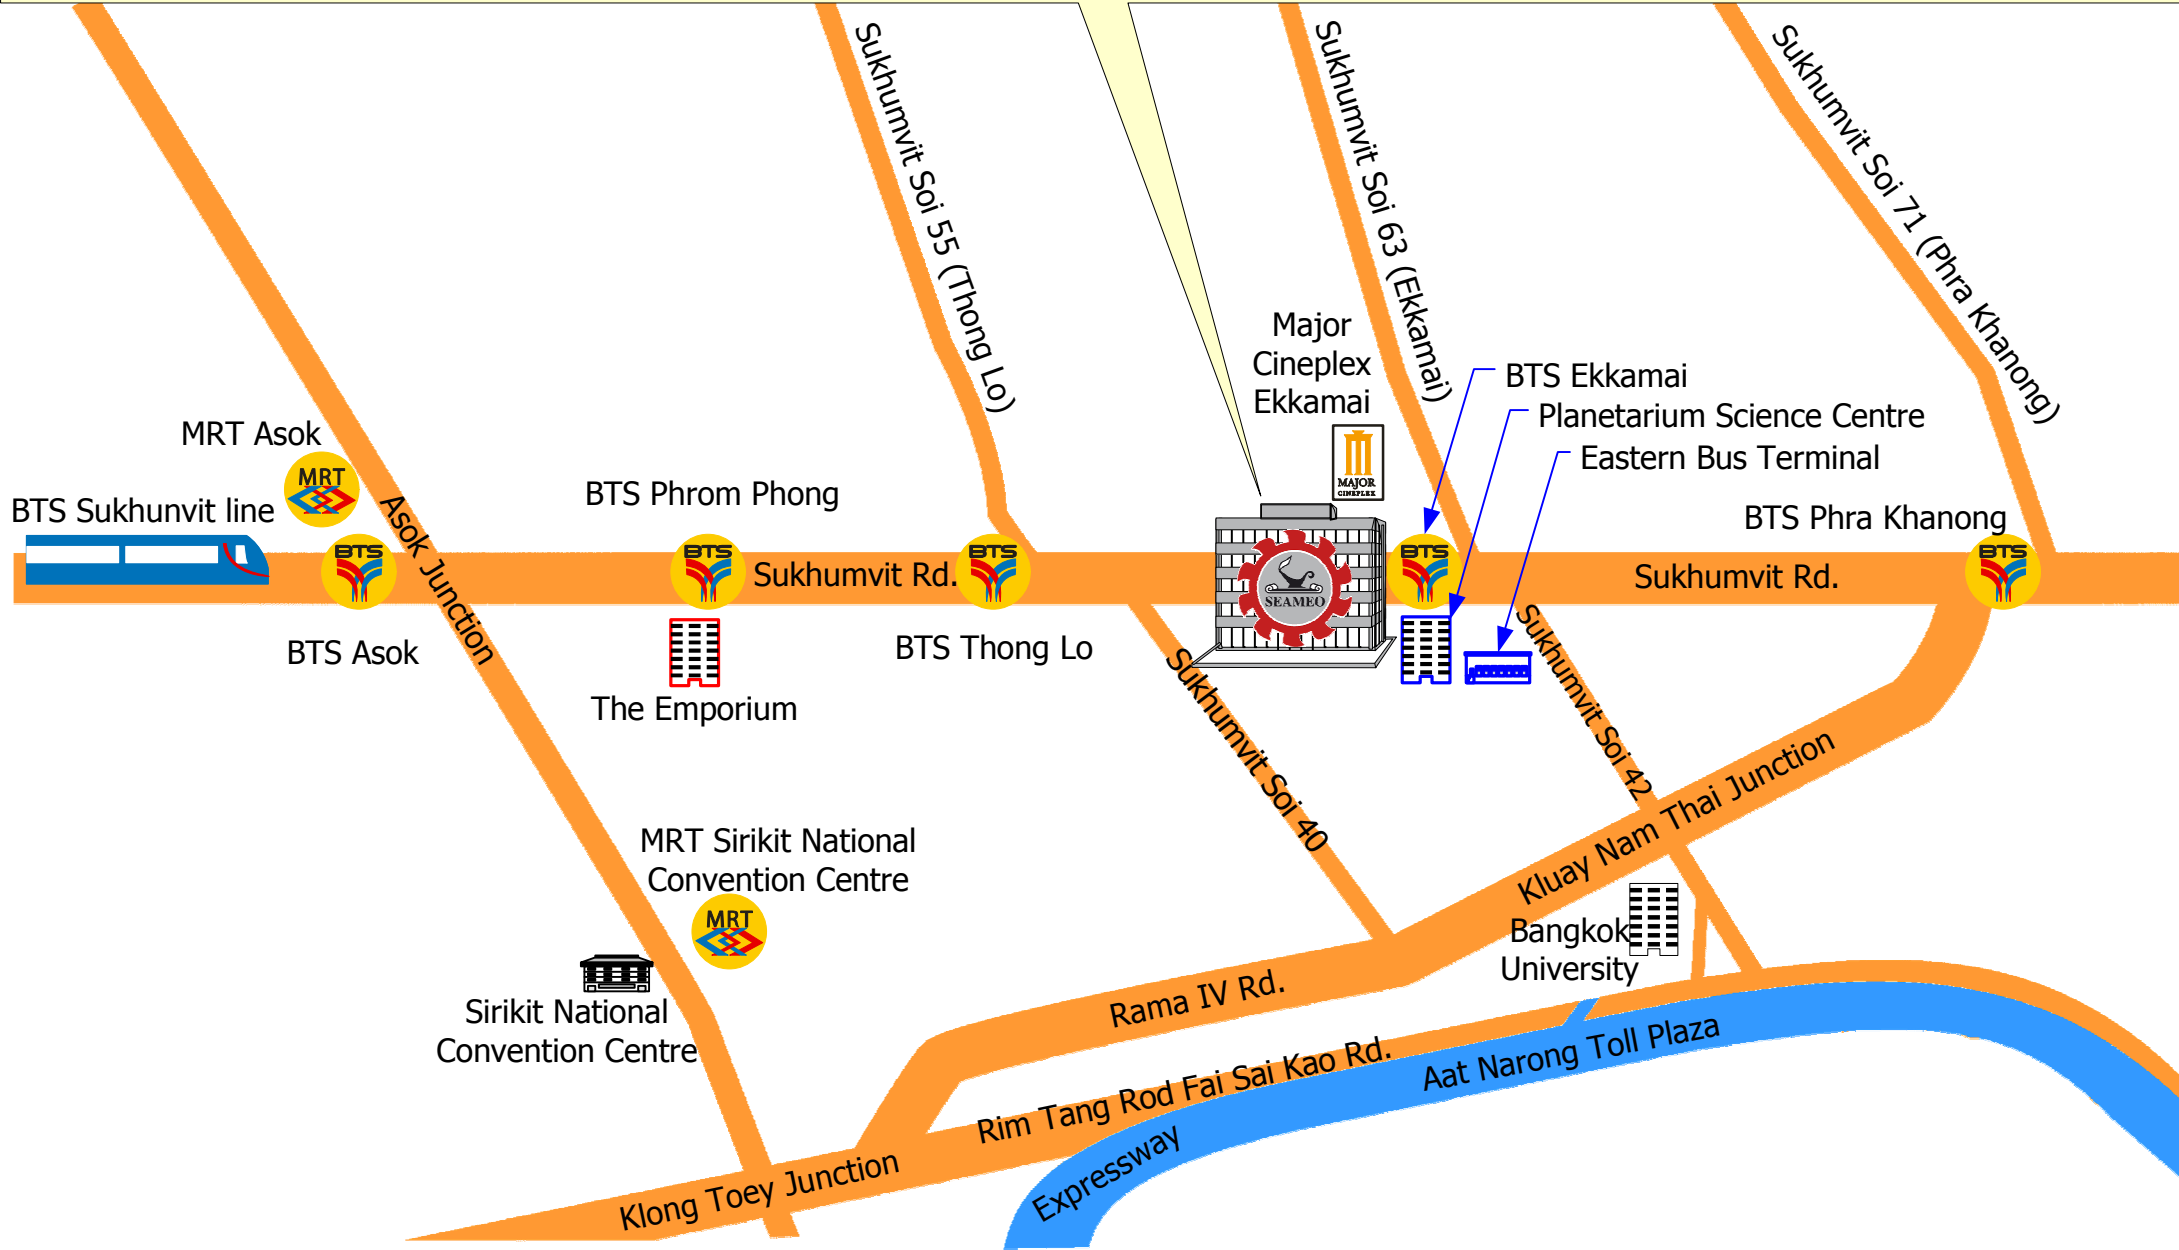 Sukhumvit Soi 55 (Thong Lo)
Sukhumvit Soi 63 (Ekkamai)
Sukhumvit Soi 71 (Phra Khanong)
Major
Cineplex
Ekkamai
MAJOR
CINEPLEX
BTS Ekkamai
Planetarium Science Centre
Eastern Bus Terminal
MRT Asok
MRT
BTS Sukhunvit line
BTS Phrom Phong
BTS Phra Khanong
Asok Junction
BTS
BTS
Sukhumvit Rd.
BTS
SEAMEO
BTS
Sukhumvit Rd.
BTS
BTS Asok
The Emporium
BTS Thong Lo
Sukhumvit Soi 40
Sukhumvit Soi 42
Kluay Nam Thai Junction
MRT Sirikit National
Convention Centre
MRT
Sirikit National
Convention Centre
Bangkok
University
Rama IV Rd.
Rim Tang Rod Fai Sai Kao Rd.
Aat Narong Toll Plaza
Expressway
Klong Toey Junction